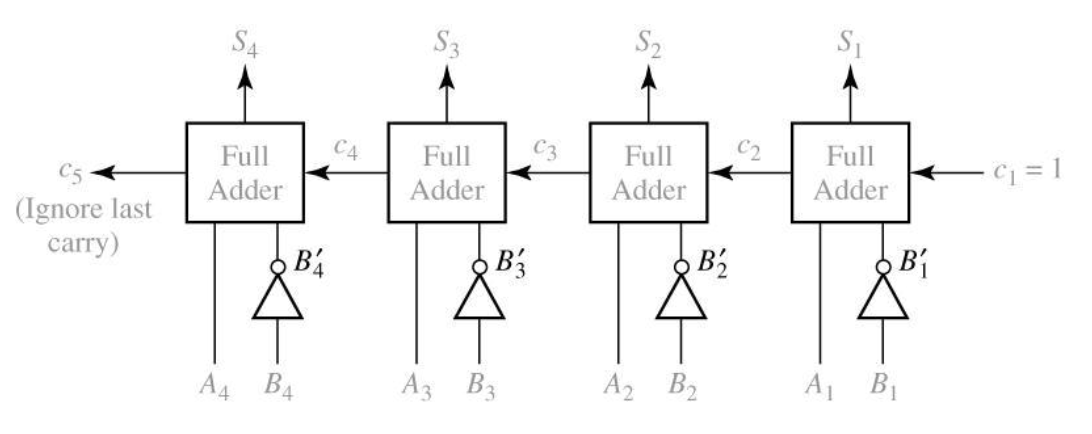 S₄ S₃ S₂ S₁
Full Adder
Full Adder
Full Adder
Full Adder
c₅ c₄ c₃ c₂ c₁ = 1
(Ignore last
carry)
B′₄ B′₃ B′₂ B′₁
A₄ B₄ A₃ B₃ A₂ B₂ A₁ B₁